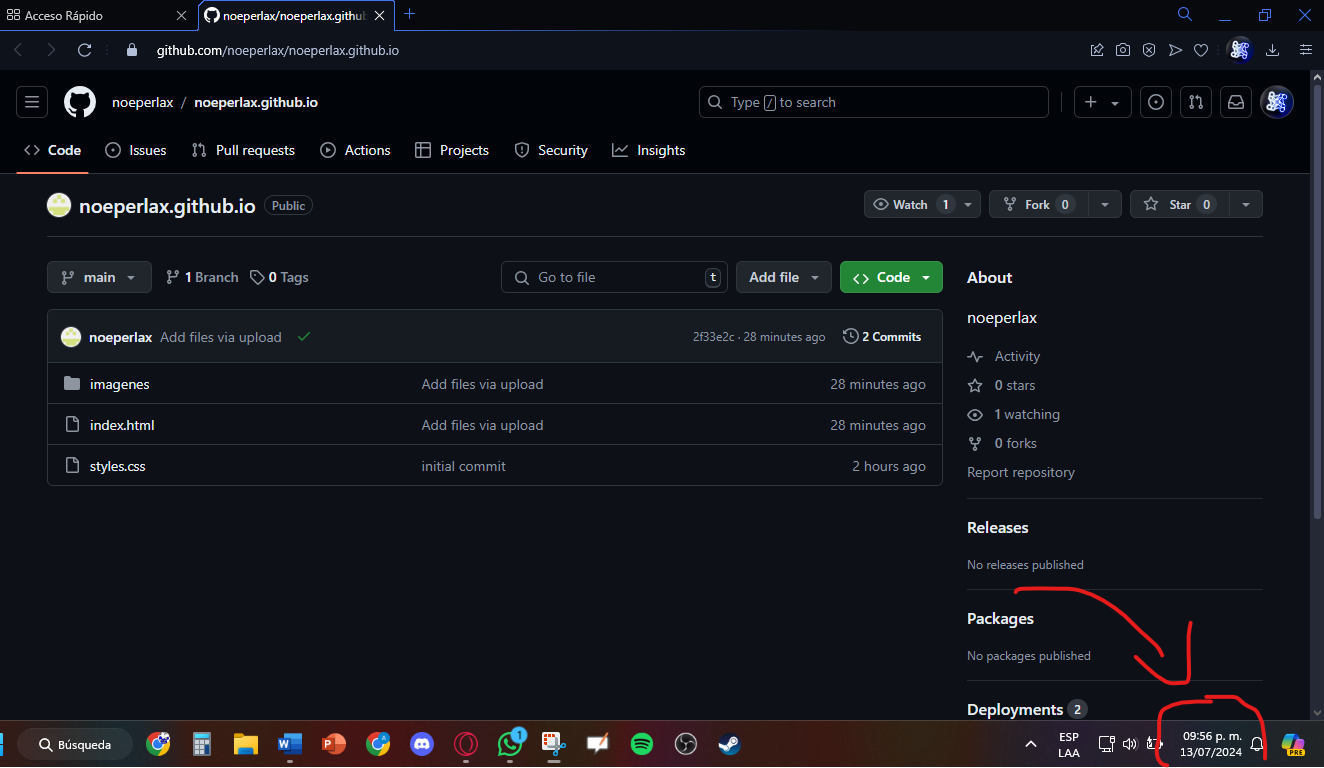 Acceso Rápido
noeperlax/noeperlax.githu
github.com/noeperlax/noeperlax.github.io
noeperlax / noeperlax.github.io
Type / to search
Code Issues Pull requests Actions Projects Security Insights
noeperlax.github.io Public
Watch 1 Fork 0 Star 0
main 1 Branch 0 Tags
Go to file t Add file Code
noeperlax Add files via upload 2f33e2c · 28 minutes ago 2 Commits
imagenes Add files via upload 28 minutes ago
index.html Add files via upload 28 minutes ago
styles.css initial commit 2 hours ago
About
noeperlax
Activity
0 stars
1 watching
0 forks
Report repository
Releases
No releases published
Packages
No packages published
Deployments 2
Búsqueda
1
ESP
LAA
09:56 p. m.
13/07/2024
PRE